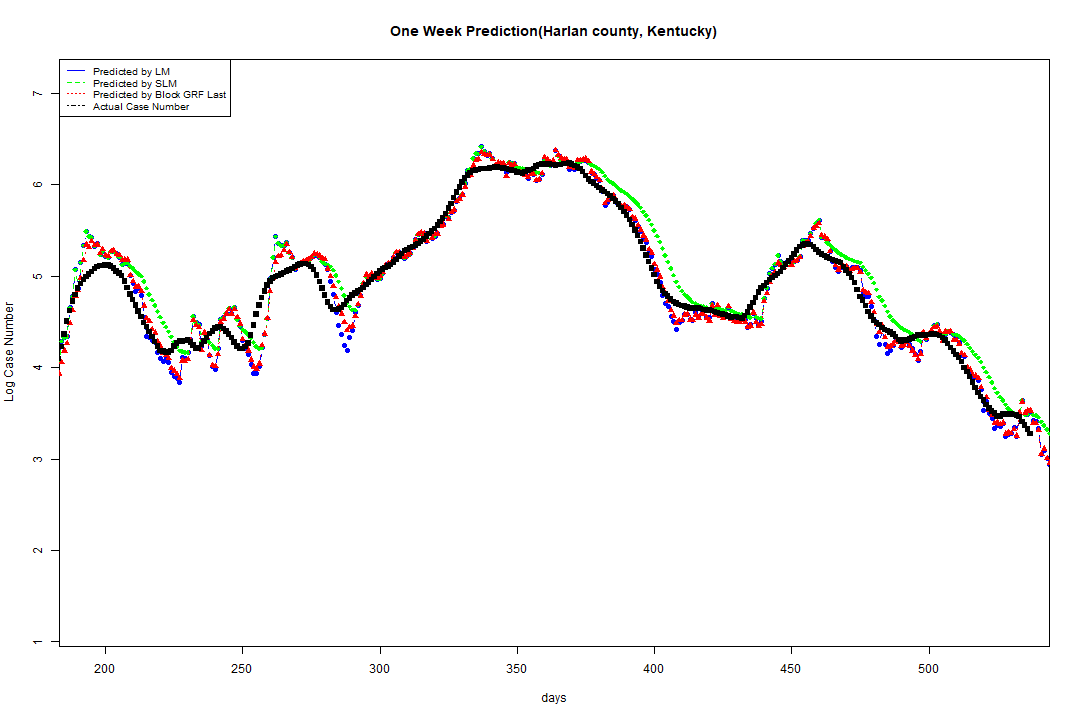 One Week Prediction(Harlan county, Kentucky)
Predicted by LM
Predicted by SLM
Predicted by Block GRF Last
Actual Case Number
7
6
5
4
3
2
1
Log Case Number
200 250 300 350 400 450 500
days